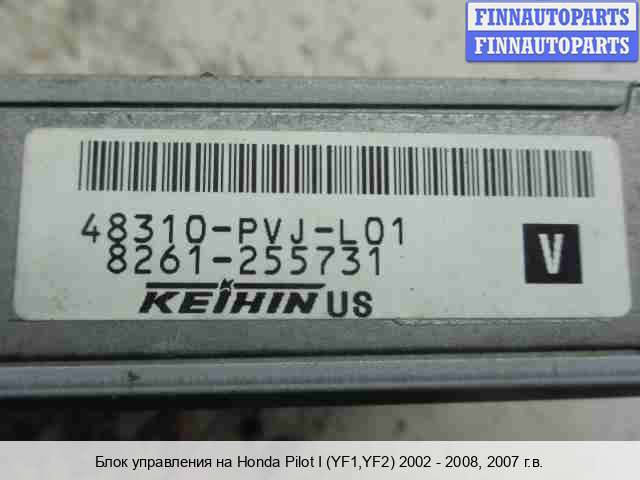 FINNAUTOPARTS
FINNAUTOPARTS
48310-PVJ-L01
8261-255731
V
KEIHIN US
Блок управления на Honda Pilot I (YF1,YF2) 2002 - 2008, 2007 г.в.